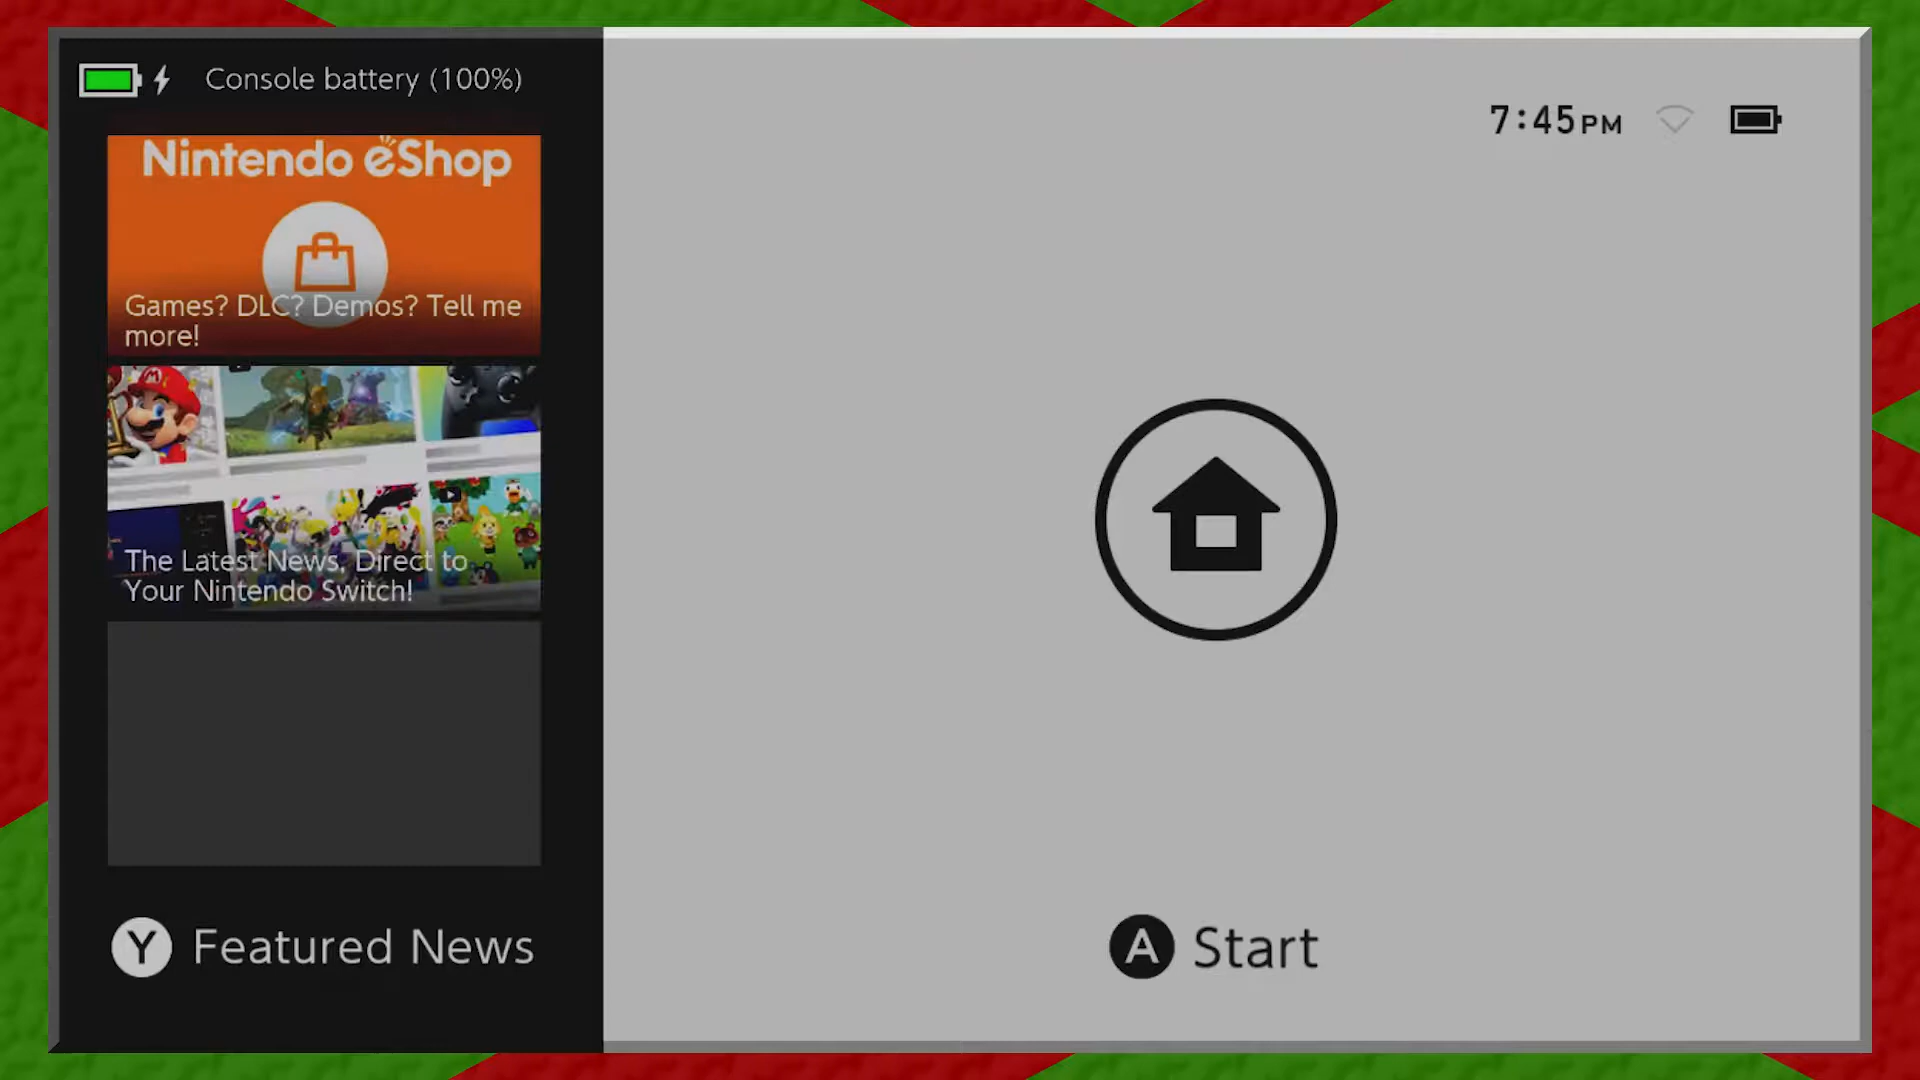 Console battery (100%)
7:45PM
Nintendo eShop
Games? DLC? Demos? Tell me
more!
The Latest News, Direct to
Your Nintendo Switch!
Y Featured News
A Start